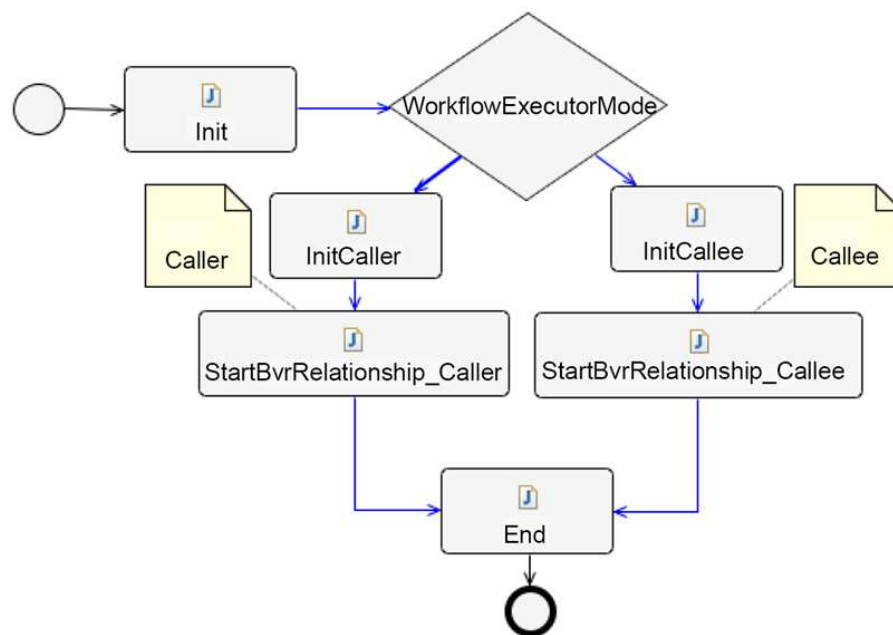 J
Init
WorkflowExecutorMode
Caller
J
InitCaller
J
InitCallee
Callee
J
StartBvrRelationship_Caller
J
StartBvrRelationship_Callee
J
End